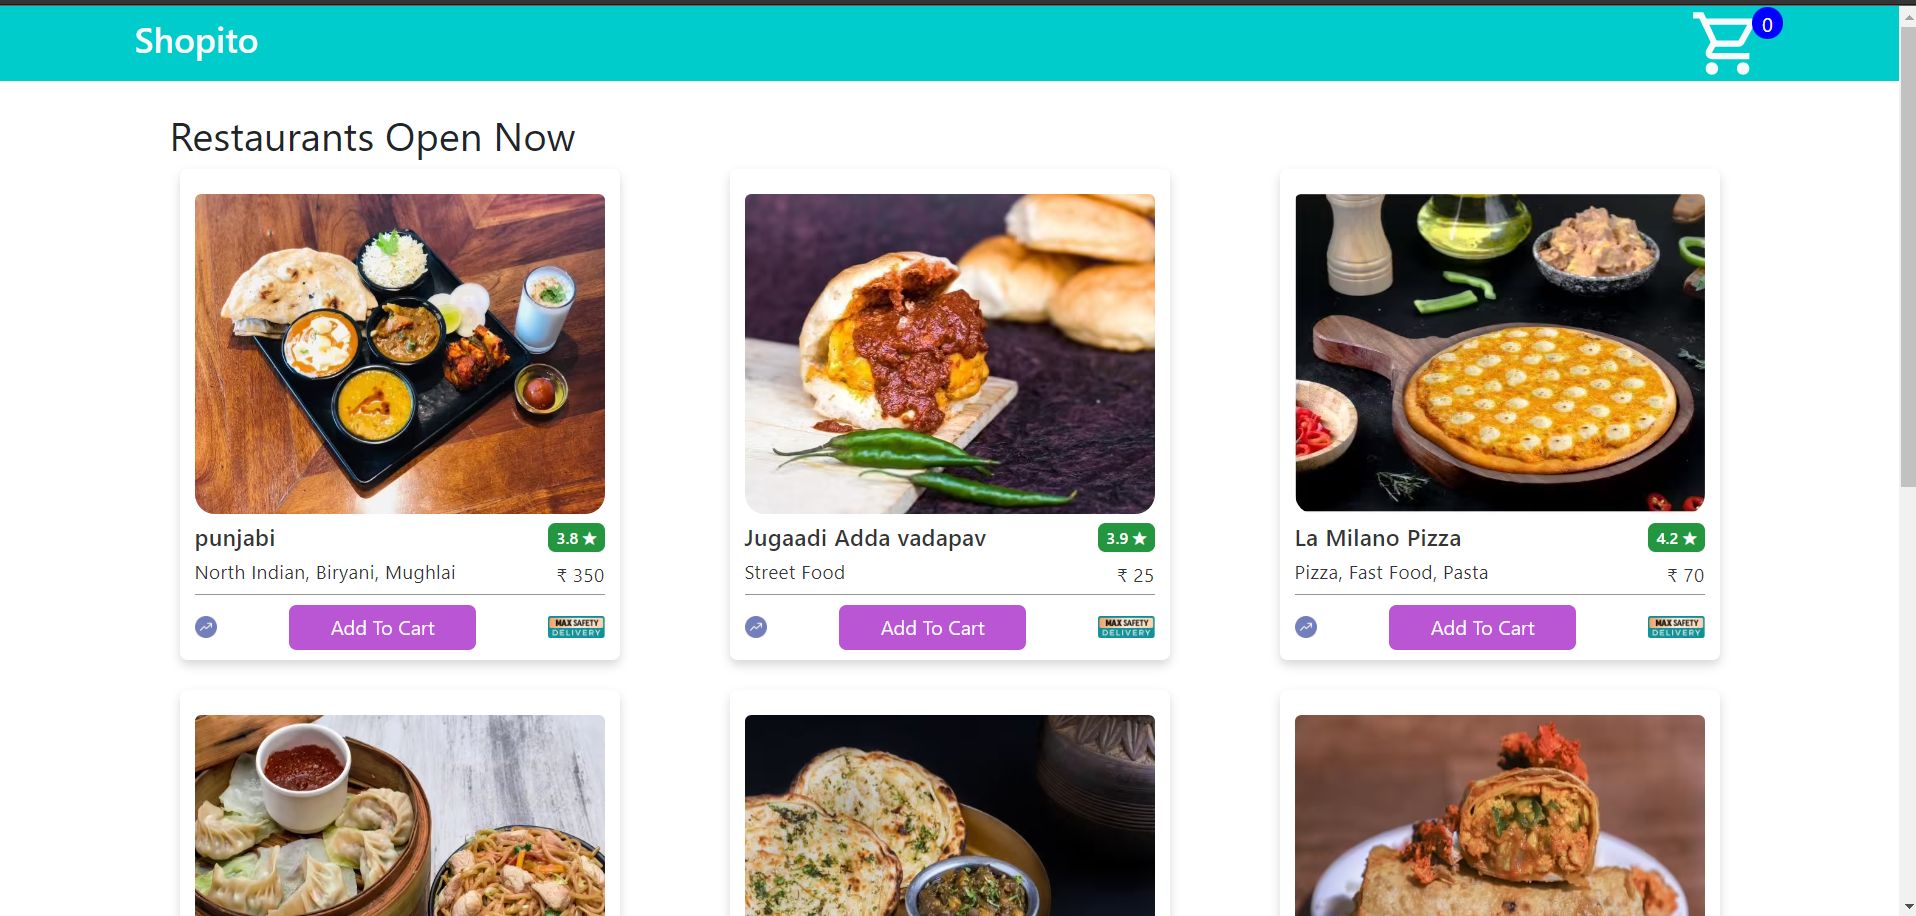 Shopito
0
Restaurants Open Now
punjabi
3.8 ★
North Indian, Biryani, Mughlai
₹ 350
Add To Cart
MAX SAFETY
DELIVERY
Jugaadi Adda vadapav
3.9 ★
Street Food
₹ 25
Add To Cart
MAX SAFETY
DELIVERY
La Milano Pizza
4.2 ★
Pizza, Fast Food, Pasta
₹ 70
Add To Cart
MAX SAFETY
DELIVERY